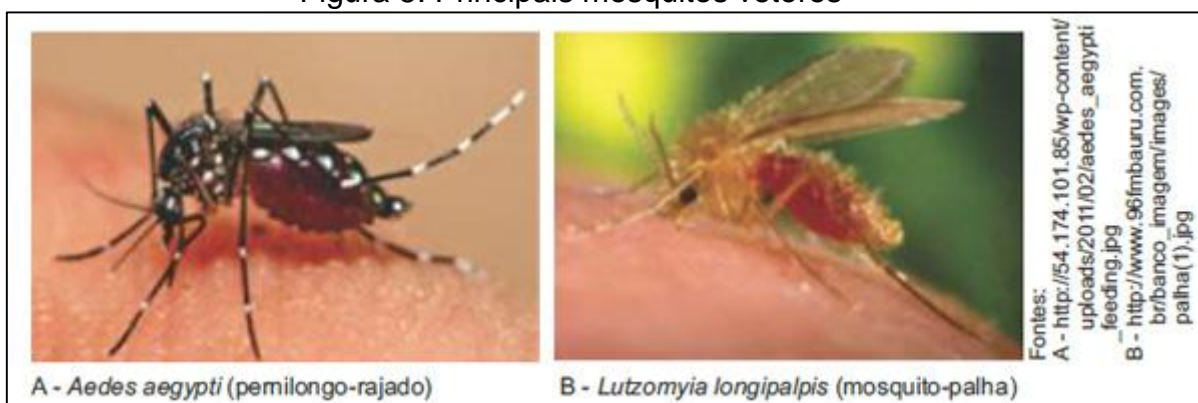 Figura 3. Principais mosquitos vetores
A - Aedes aegypti (pernilongo-rajado)
B - Lutzomyia longipalpis (mosquito-palha)
Fontes:
A - http://54.174.101.85/wp-content/
uploads/2011/02/aedes_aegypti
_feeding.jpg
B - http://www.96fmbauru.com.
br/banco_imagem/images/
palha(1).jpg